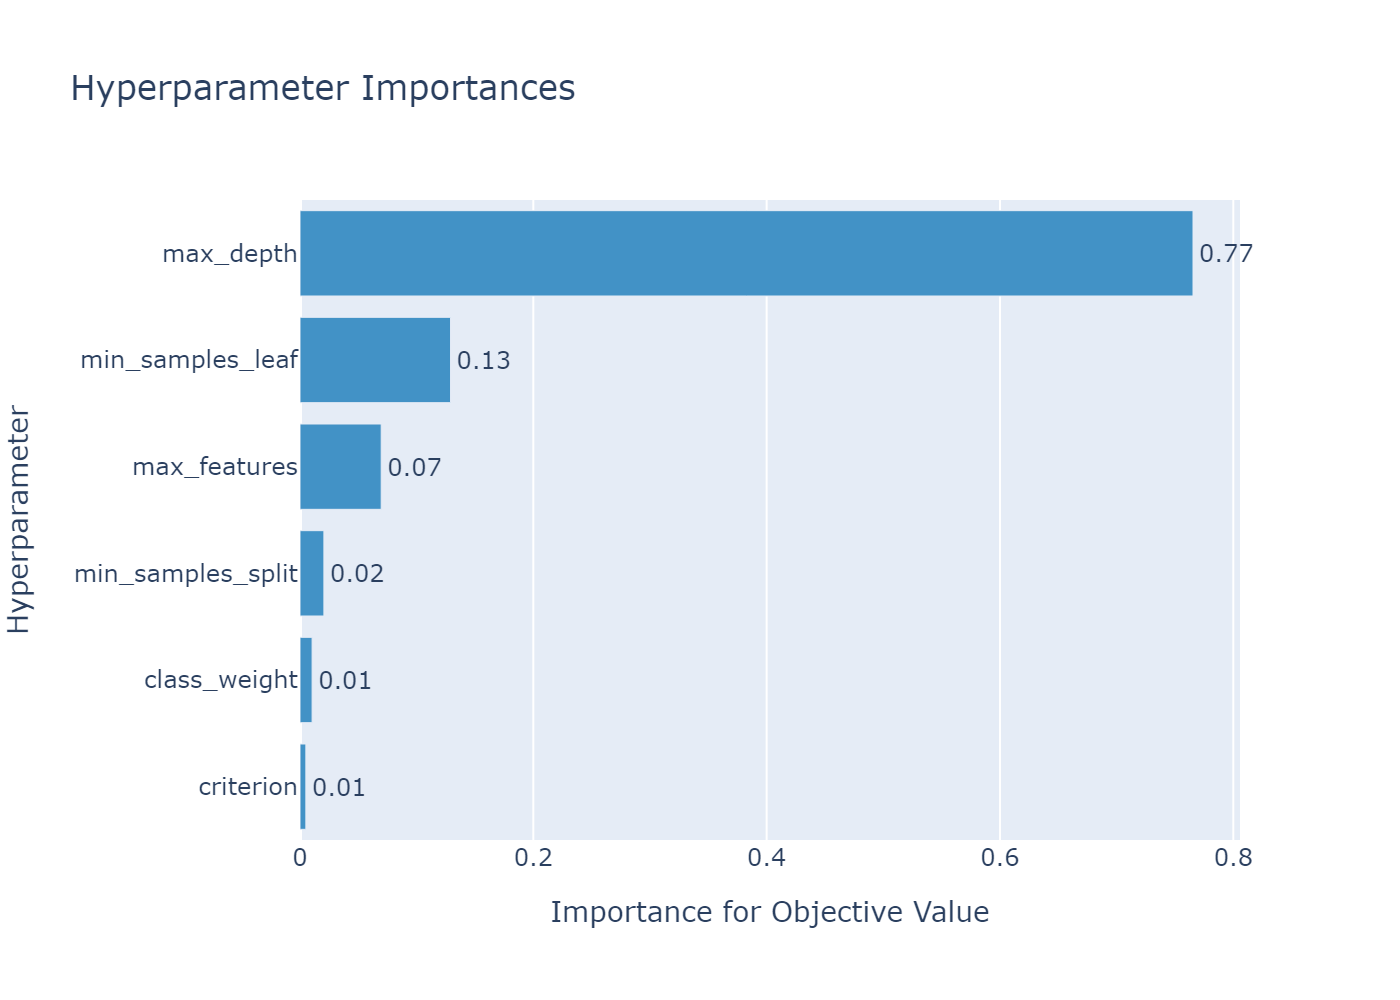 Hyperparameter Importances
Hyperparameter
max_depth 0.77
min_samples_leaf 0.13
max_features 0.07
min_samples_split 0.02
class_weight 0.01
criterion 0.01
0 0.2 0.4 0.6 0.8
Importance for Objective Value